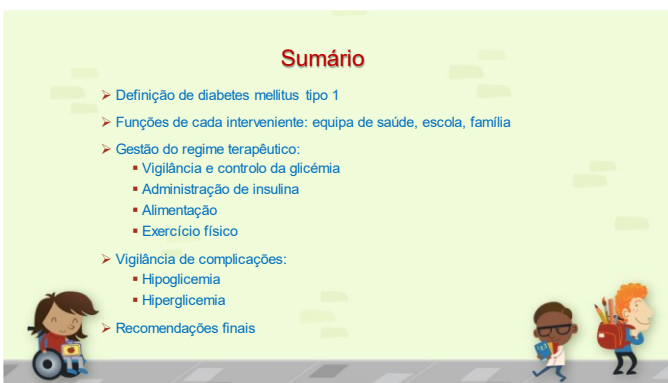 Sumário
➢ Definição de diabetes mellitus tipo 1
➢ Funções de cada interveniente: equipa de saúde, escola, família
➢ Gestão do regime terapêutico:
▪ Vigilância e controlo da glicémia
▪ Administração de insulina
▪ Alimentação
▪ Exercício físico
➢ Vigilância de complicações:
▪ Hipoglicemia
▪ Hiperglicemia
➢ Recomendações finais